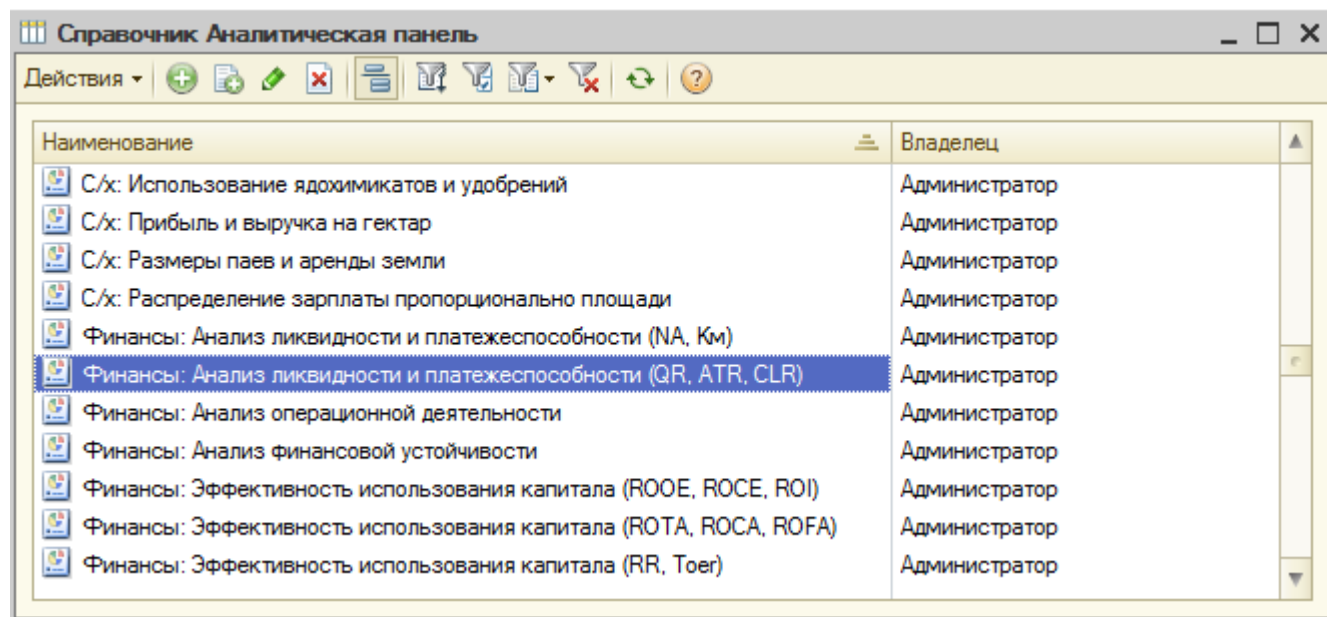 Справочник Аналитическая панель
Действия
Наименование Владелец
С/х: Использование ядохимикатов и удобрений Администратор
С/х: Прибыль и выручка на гектар Администратор
С/х: Размеры паев и аренды земли Администратор
С/х: Распределение зарплаты пропорционально площади Администратор
Финансы: Анализ ликвидности и платежеспособности (NA, Км) Администратор
Финансы: Анализ ликвидности и платежеспособности (QR, ATR, CLR) Администратор
Финансы: Анализ операционной деятельности Администратор
Финансы: Анализ финансовой устойчивости Администратор
Финансы: Эффективность использования капитала (ROOE, ROCE, ROI) Администратор
Финансы: Эффективность использования капитала (ROTA, ROCA, ROFA) Администратор
Финансы: Эффективность использования капитала (RR, Toer) Администратор